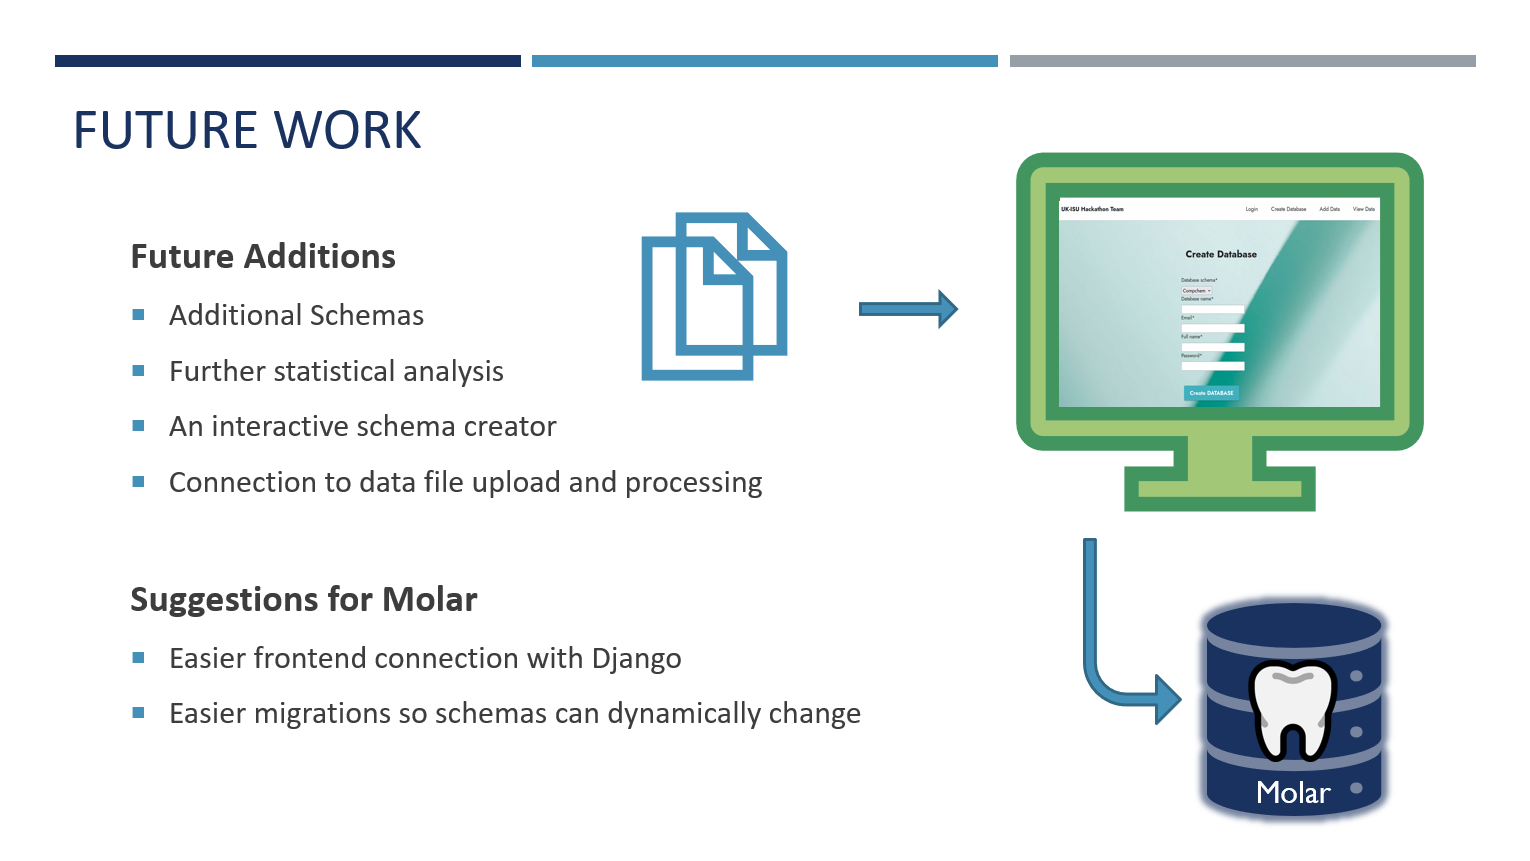 FUTURE WORK
Future Additions
Additional Schemas
Further statistical analysis
An interactive schema creator
Connection to data file upload and processing
Suggestions for Molar
Easier frontend connection with Django
Easier migrations so schemas can dynamically change
UK-ISU Hackathon Team
Login Create Database Add Data View Data
Create Database
Database schema*
Compchem
Database name*
Email*
Full name*
Password*
Create DATABASE
Molar